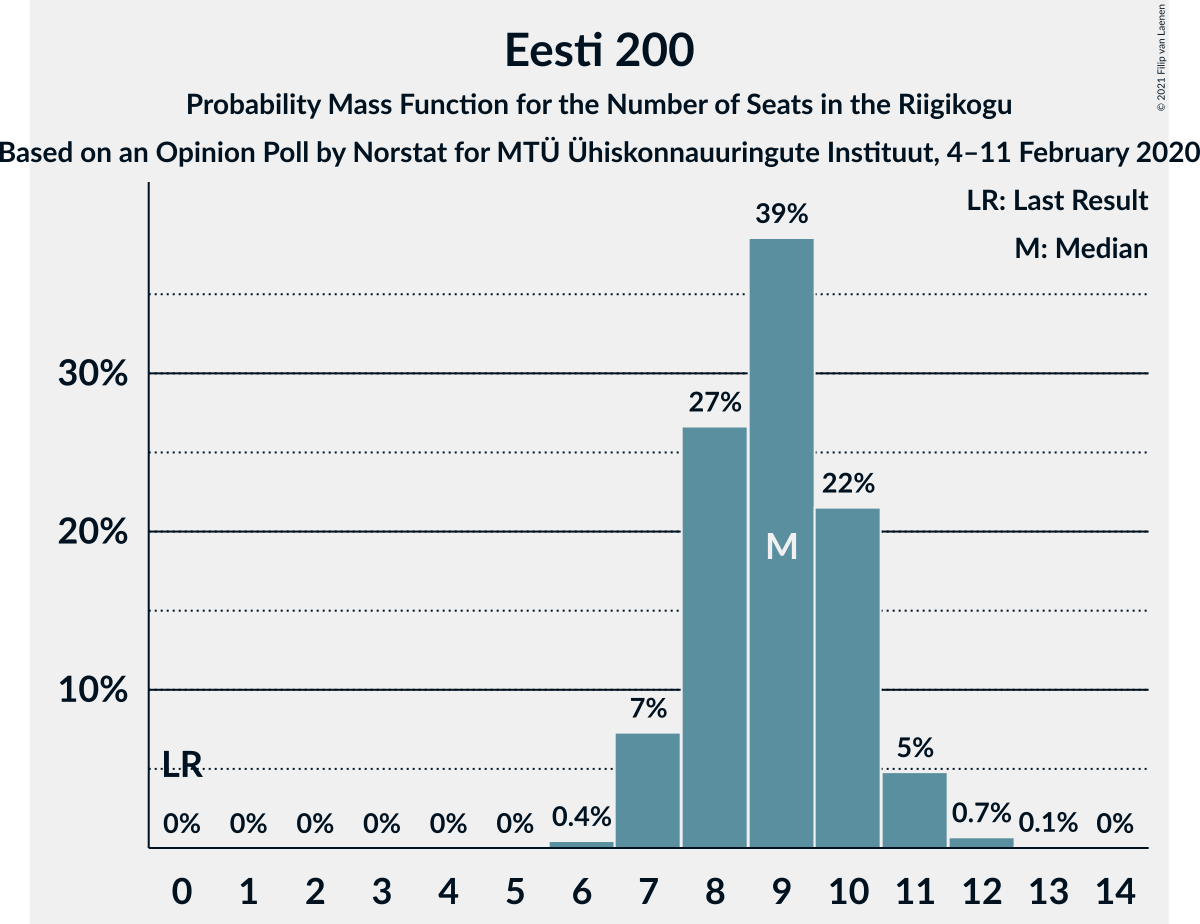 Eesti 200
Probability Mass Function for the Number of Seats in the Riigikogu
Based on an Opinion Poll by Norstat for MTÜ Ühiskonnauuringute Instituut, 4–11 February 2020
© 2021 Filip van Laenen
LR: Last Result
M: Median
39%
30%
27%
22%
20%
M
10%
7%
5%
LR
0% 0% 0% 0% 0% 0% 0.4% 0.7% 0.1% 0%
0 1 2 3 4 5 6 7 8 9 10 11 12 13 14